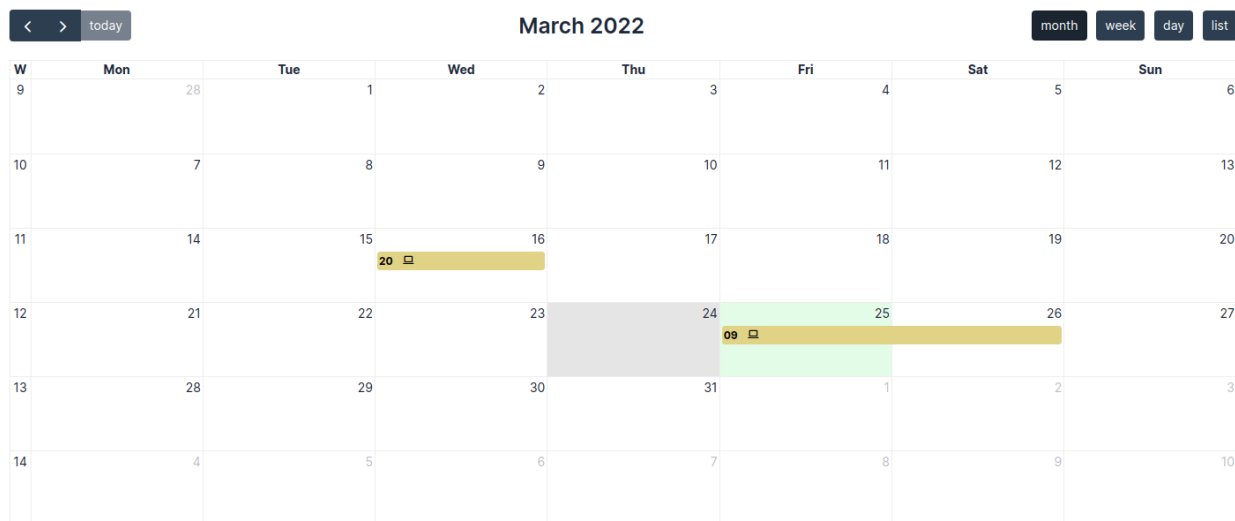 today March 2022 month week day list
W Mon Tue Wed Thu Fri Sat Sun
9 28 1 2 3 4 5 6
10 7 8 9 10 11 12 13
11 14 15 16 17 18 19 20
20
12 21 22 23 24 25 26 27
09
13 28 29 30 31 1 2 3
14 4 5 6 7 8 9 10